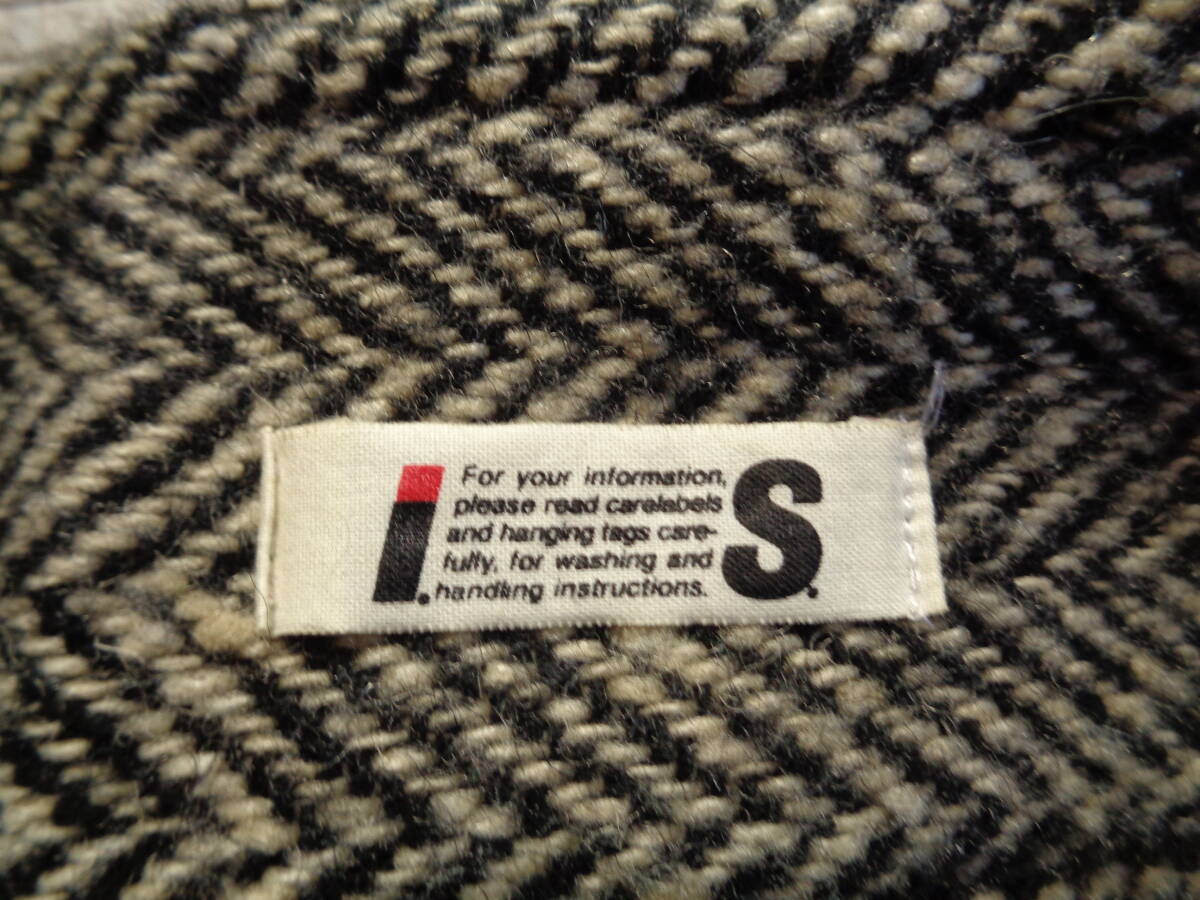 I.S.
For your information,
please read carelabels
and hanging tags care-
fully, for washing and
handling instructions.